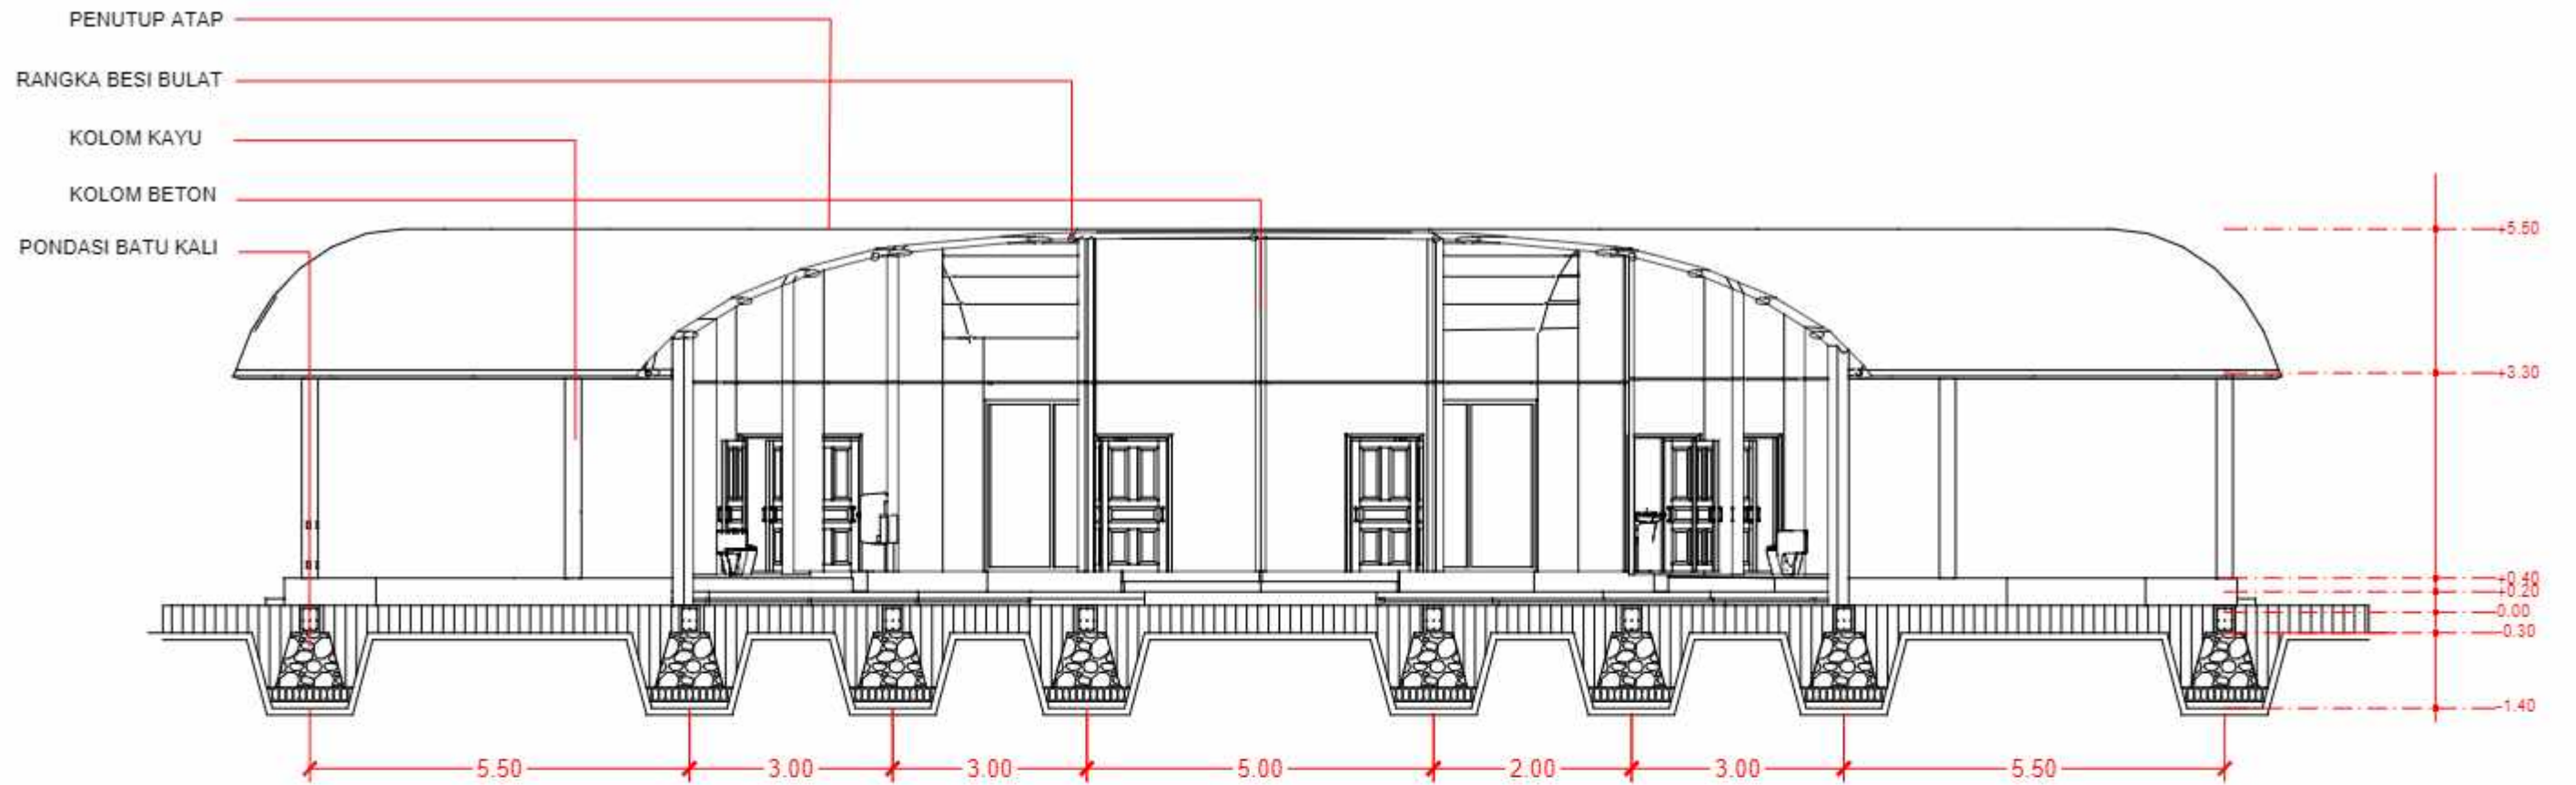 PENUTUP ATAP
RANGKA BESI BULAT
KOLOM KAYU
KOLOM BETON
PONDASI BATU KALI
+5.50
+3.30
+0.40
+0.20
0.00
-0.30
-1.40
5.50 3.00 3.00 5.00 2.00 3.00 5.50